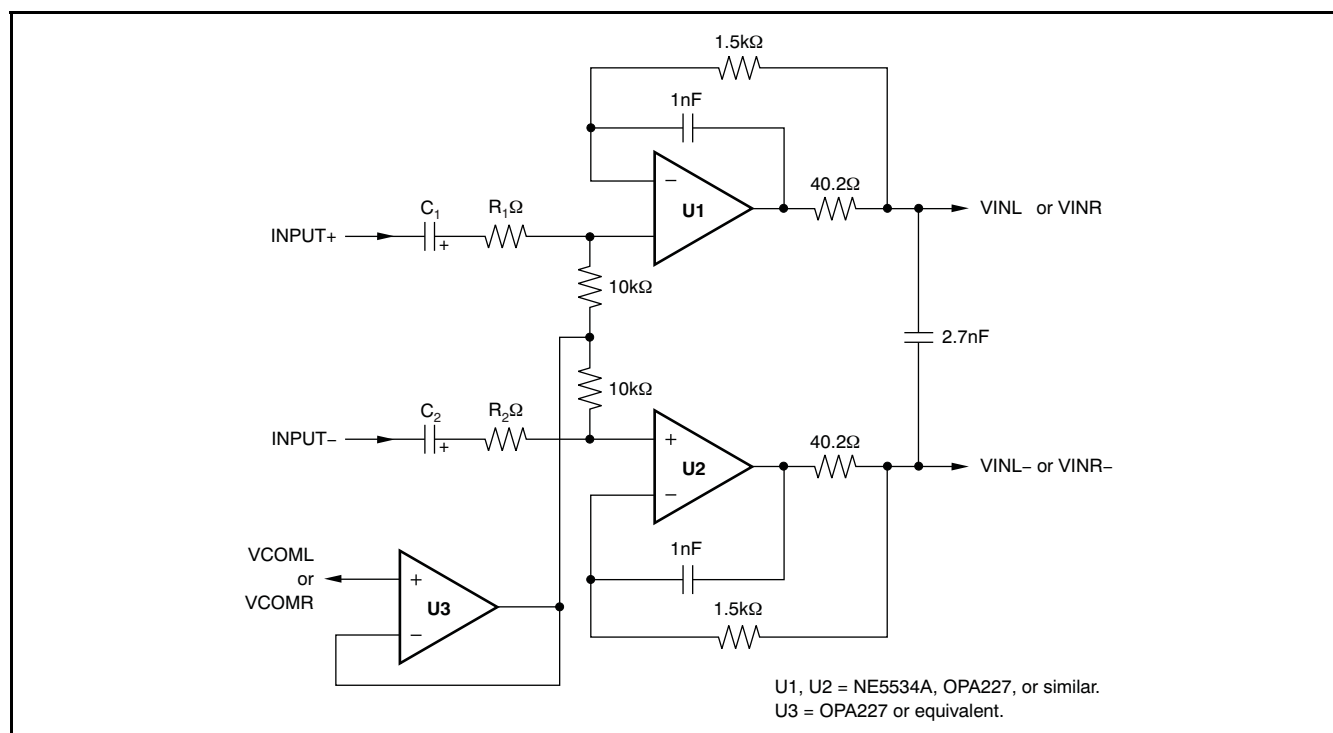 1.5kΩ
1nF
−
U1
40.2Ω
VINL or VINR
C1
+
R1Ω
INPUT+
10kΩ
2.7nF
10kΩ
C2
+
R2Ω
INPUT−
+
U2
−
40.2Ω
VINL− or VINR−
1nF
1.5kΩ
VCOML
or
VCOMR
+
U3
−
U1, U2 = NE5534A, OPA227, or similar.
U3 = OPA227 or equivalent.